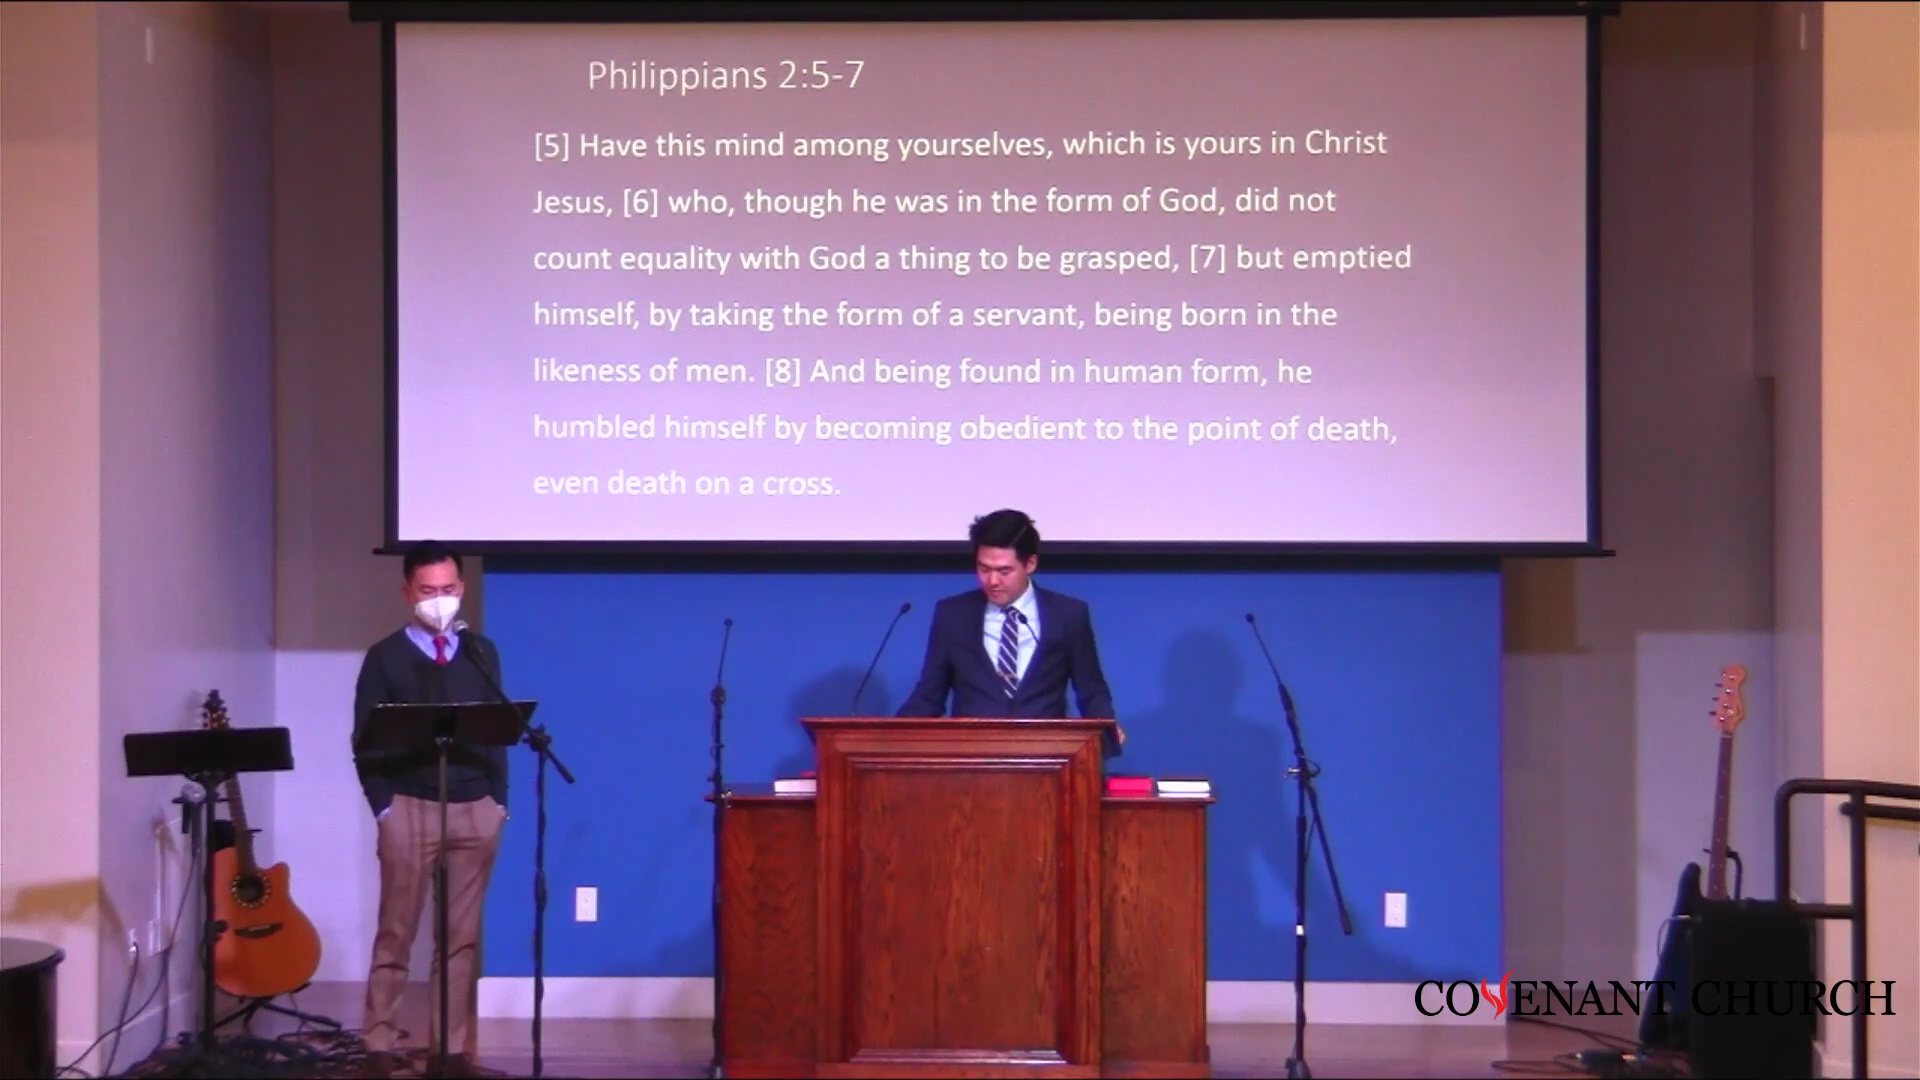 Philippians 2:5-7
[5] Have this mind among yourselves, which is yours in Christ
Jesus, [6] who, though he was in the form of God, did not
count equality with God a thing to be grasped, [7] but emptied
himself, by taking the form of a servant, being born in the
likeness of men. [8] And being found in human form, he
humbled himself by becoming obedient to the point of death,
even death on a cross.
COVENANT CHURCH